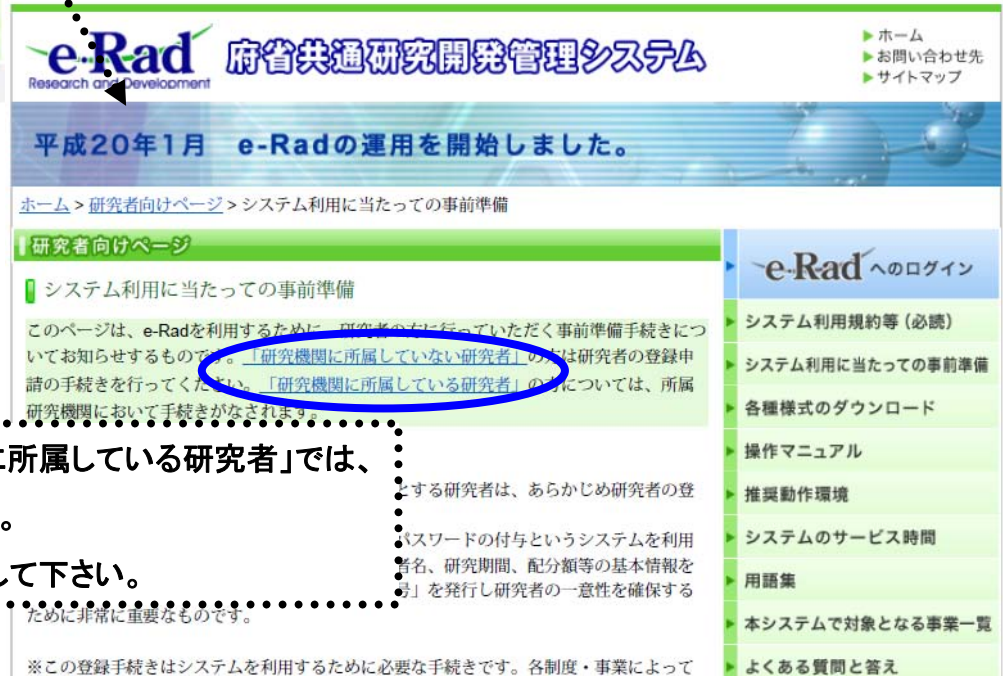 e-Rad
Research and Development
府省共通研究開発管理システム
ホーム
お問い合わせ先
サイトマップ
平成20年1月 e-Radの運用を開始しました。
ホーム > 研究者向けページ > システム利用に当たっての事前準備
研究者向けページ
システム利用に当たっての事前準備
このページは、e-Radを利用するために、研究者の方に行っていただく事前準備手続きにつ
いてお知らせするものです。「研究機関に所属していない研究者」の方は研究者の登録申
請の手続きを行ってください。「研究機関に所属している研究者」の方については、所属
研究機関において手続きがなされます。
所属している研究者」では、
とする研究者は、あらかじめ研究者の登
。
パスワードの付与というシステムを利用
して下さい。
者名、研究期間、配分額等の基本情報を
号」を発行し研究者の一意性を確保する
ために非常に重要なものです。
※この登録手続きはシステムを利用するために必要な手続きです。各制度・事業によって
e-Rad へのログイン
システム利用規約等（必読）
システム利用に当たっての事前準備
各種様式のダウンロード
操作マニュアル
推奨動作環境
システムのサービス時間
用語集
本システムで対象となる事業一覧
よくある質問と答え